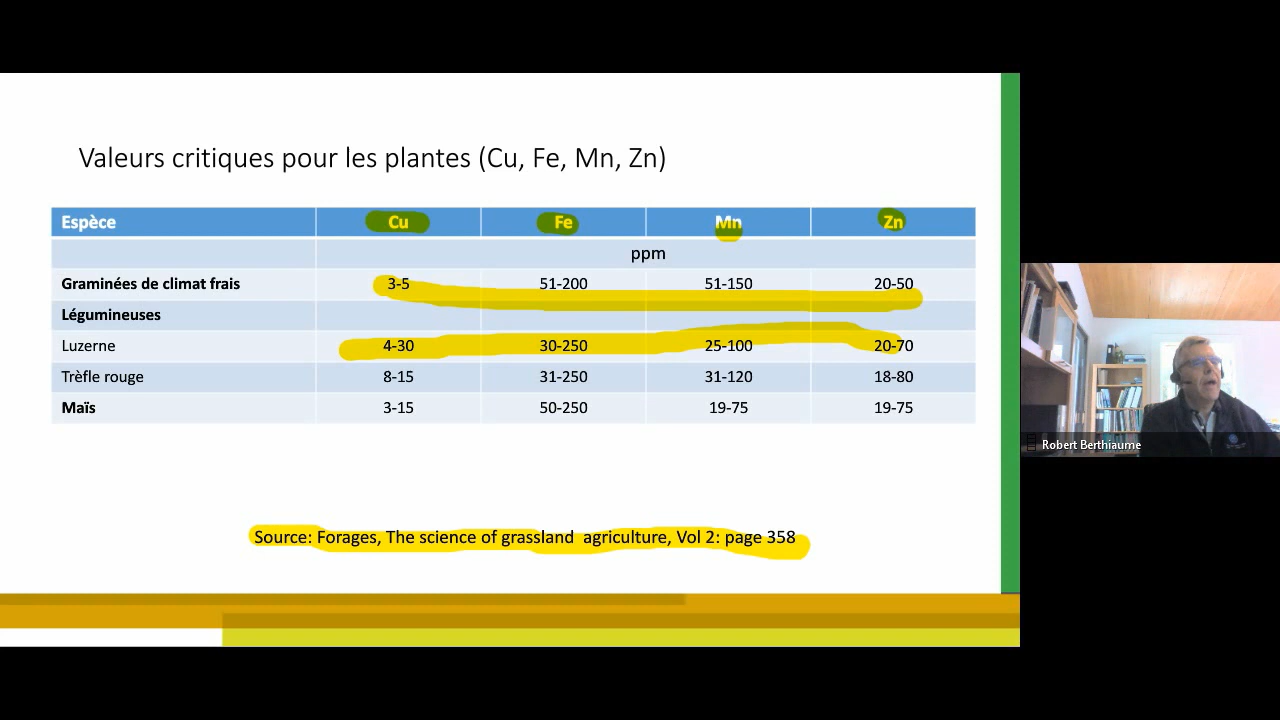 Valeurs critiques pour les plantes (Cu, Fe, Mn, Zn)
Espèce Cu Fe Mn Zn
ppm
Graminées de climat frais 3-5 51-200 51-150 20-50
Légumineuses
Luzerne 4-30 30-250 25-100 20-70
Trèfle rouge 8-15 31-250 31-120 18-80
Maïs 3-15 50-250 19-75 19-75
Source: Forages, The science of grassland agriculture, Vol 2: page 358
Robert Berthiaume